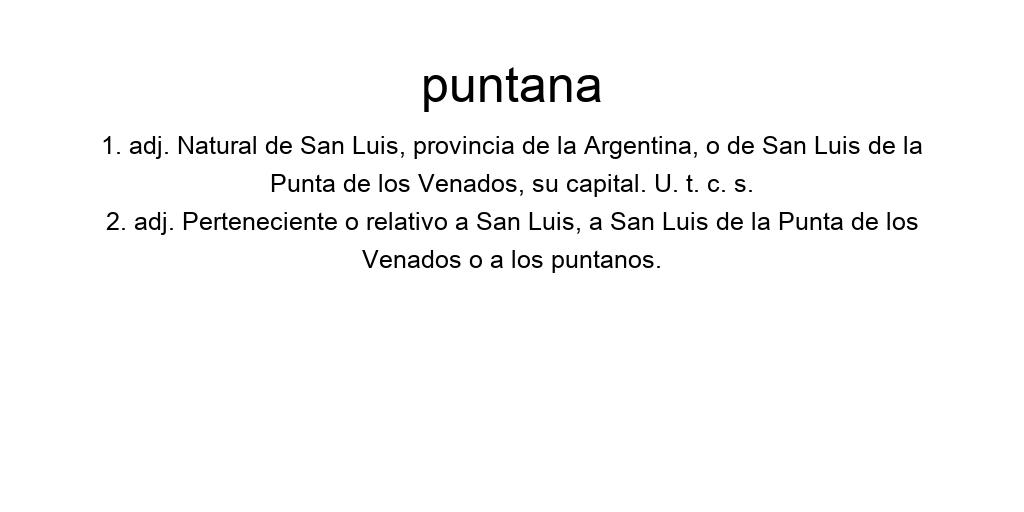 puntana
1. adj. Natural de San Luis, provincia de la Argentina, o de San Luis de la
Punta de los Venados, su capital. U. t. c. s.
2. adj. Perteneciente o relativo a San Luis, a San Luis de la Punta de los
Venados o a los puntanos.